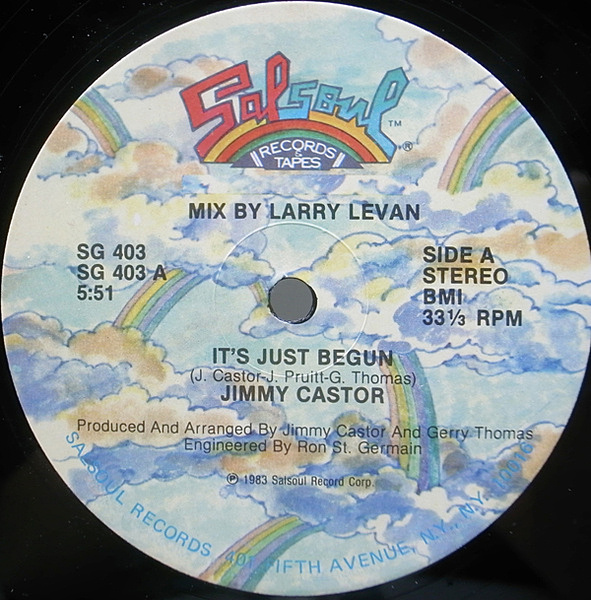 Salsoul ™
RECORDS & TAPES ®
MIX BY LARRY LEVAN
SG 403
SG 403 A
5:51
SIDE A
STEREO
BMI
33⅓ RPM
IT'S JUST BEGUN
(J. Castor-J. Pruitt-G. Thomas)
JIMMY CASTOR
Produced And Arranged By Jimmy Castor And Gerry Thomas
Engineered By Ron St. Germain
℗ 1983 Salsoul Record Corp.
SALSOUL RECORDS 401 FIFTH AVENUE, N.Y., N.Y. 10016